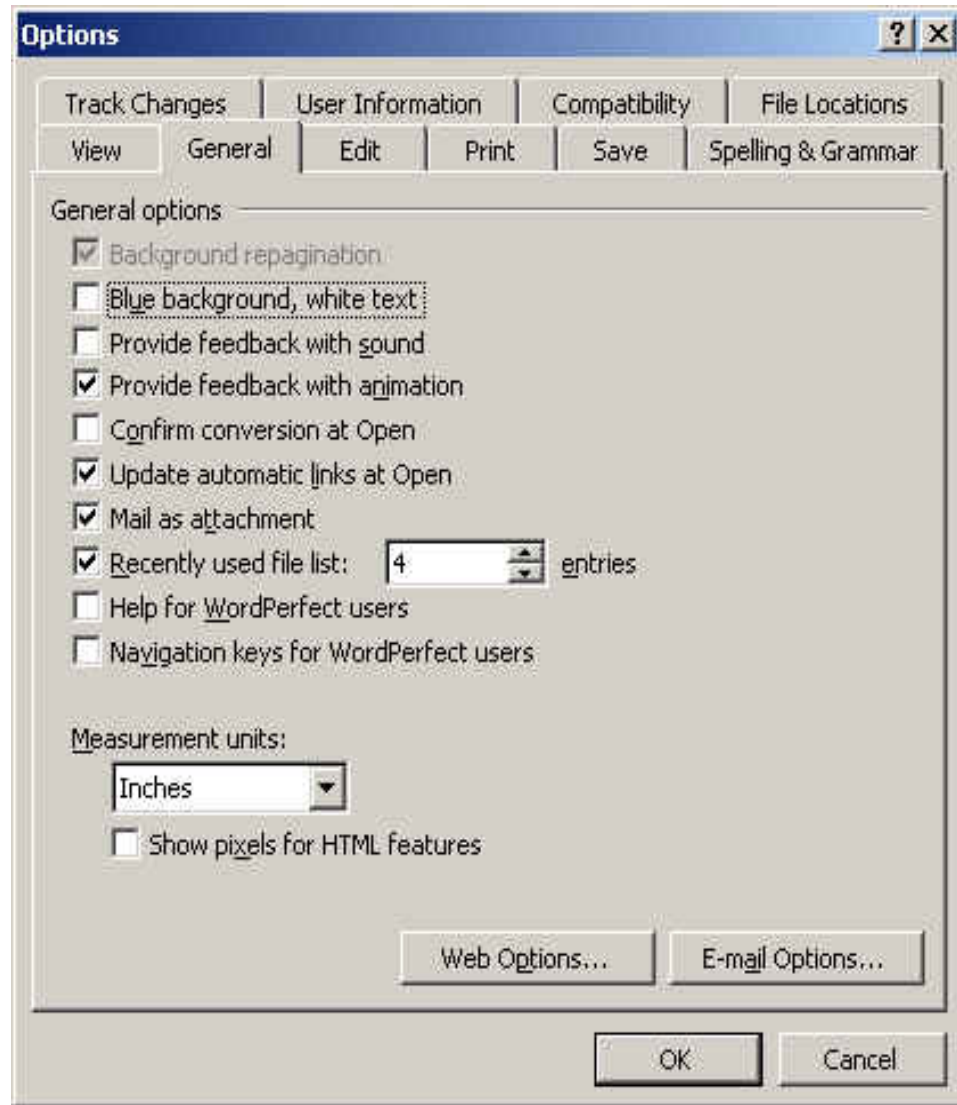 Options
Track Changes User Information Compatibility File Locations
View General Edit Print Save Spelling & Grammar
General options
Background repagination
Blue background, white text
Provide feedback with sound
Provide feedback with animation
Confirm conversion at Open
Update automatic links at Open
Mail as attachment
Recently used file list: 4 entries
Help for WordPerfect users
Navigation keys for WordPerfect users
Measurement units:
Inches
Show pixels for HTML features
Web Options... E-mail Options...
OK Cancel